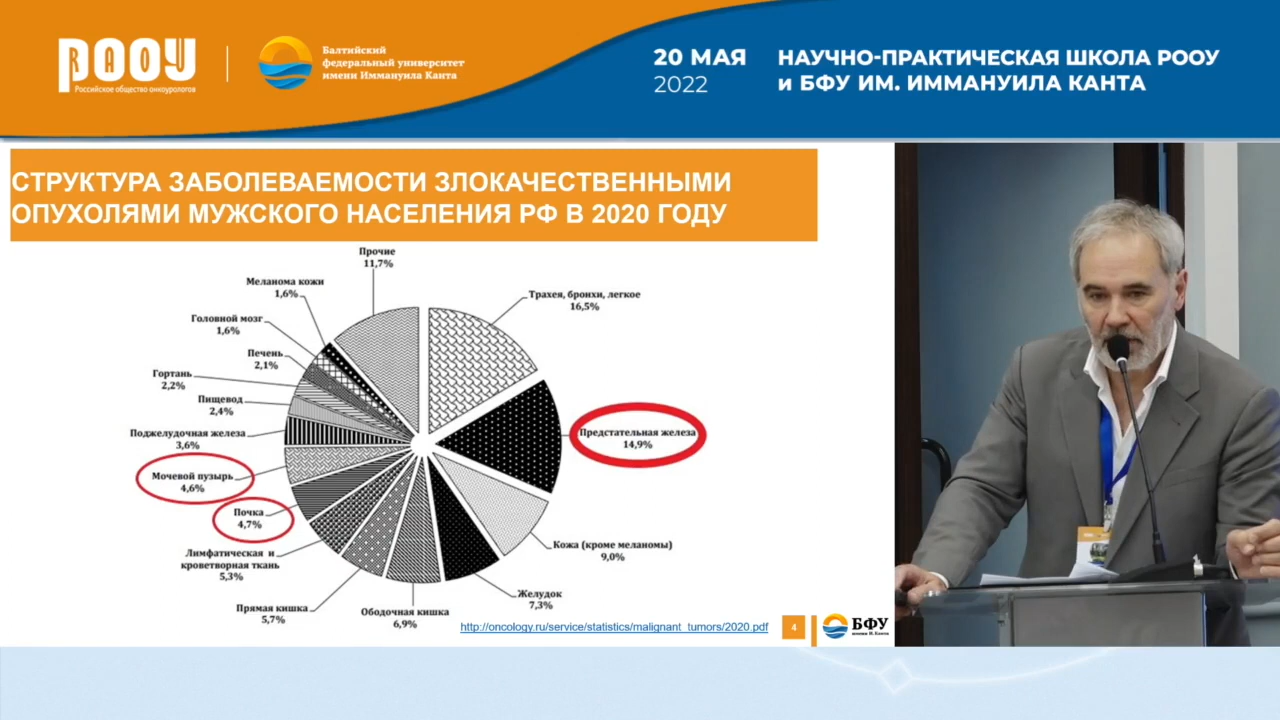 РООУ
RAOU
Российское общество онкоурологов
Балтийский
федеральный университет
имени Иммануила Канта
20 МАЯ
2022
НАУЧНО-ПРАКТИЧЕСКАЯ ШКОЛА РООУ
и БФУ ИМ. ИММАНУИЛА КАНТА
СТРУКТУРА ЗАБОЛЕВАЕМОСТИ ЗЛОКАЧЕСТВЕННЫМИ
ОПУХОЛЯМИ МУЖСКОГО НАСЕЛЕНИЯ РФ В 2020 ГОДУ
Прочие
11,7%
Меланома кожи
1,6%
Головной мозг
1,6%
Печень
2,1%
Гортань
2,2%
Пищевод
2,4%
Поджелудочная железа
3,6%
Мочевой пузырь
4,6%
Почка
4,7%
Лимфатическая и
кроветворная ткань
5,3%
Прямая кишка
5,7%
Ободочная кишка
6,9%
Желудок
7,3%
Кожа (кроме меланомы)
9,0%
Предстательная железа
14,9%
Трахея, бронхи, легкое
16,5%
http://oncology.ru/service/statistics/malignant_tumors/2020.pdf
4
БФУ
имени И. Канта